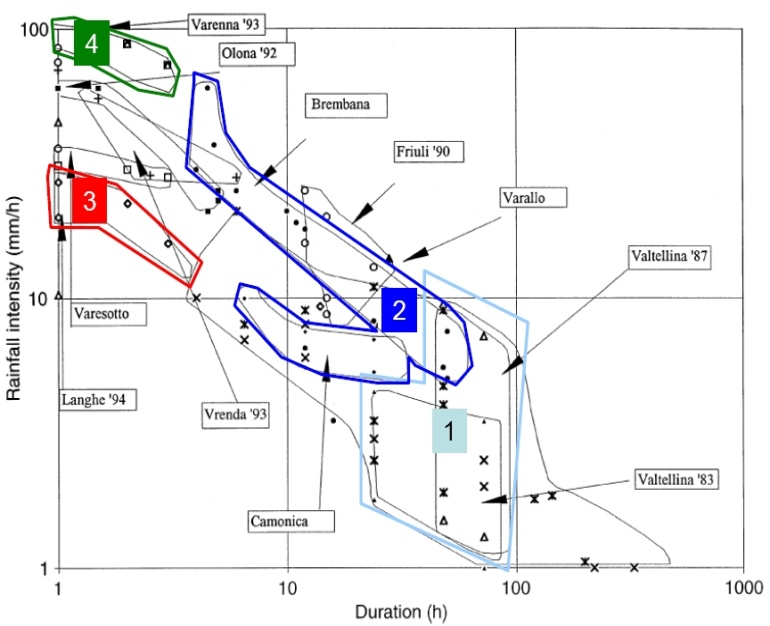 100
4
Varenna '93
Olona '92
Brembana
Friuli '90
3
Varallo
Valtellina '87
Rainfall intensity (mm/h)
10
2
Varesotto
Langhe '94
Vrenda '93
1
Valtellina '83
Camonica
1
1
10
100
1000
Duration (h)